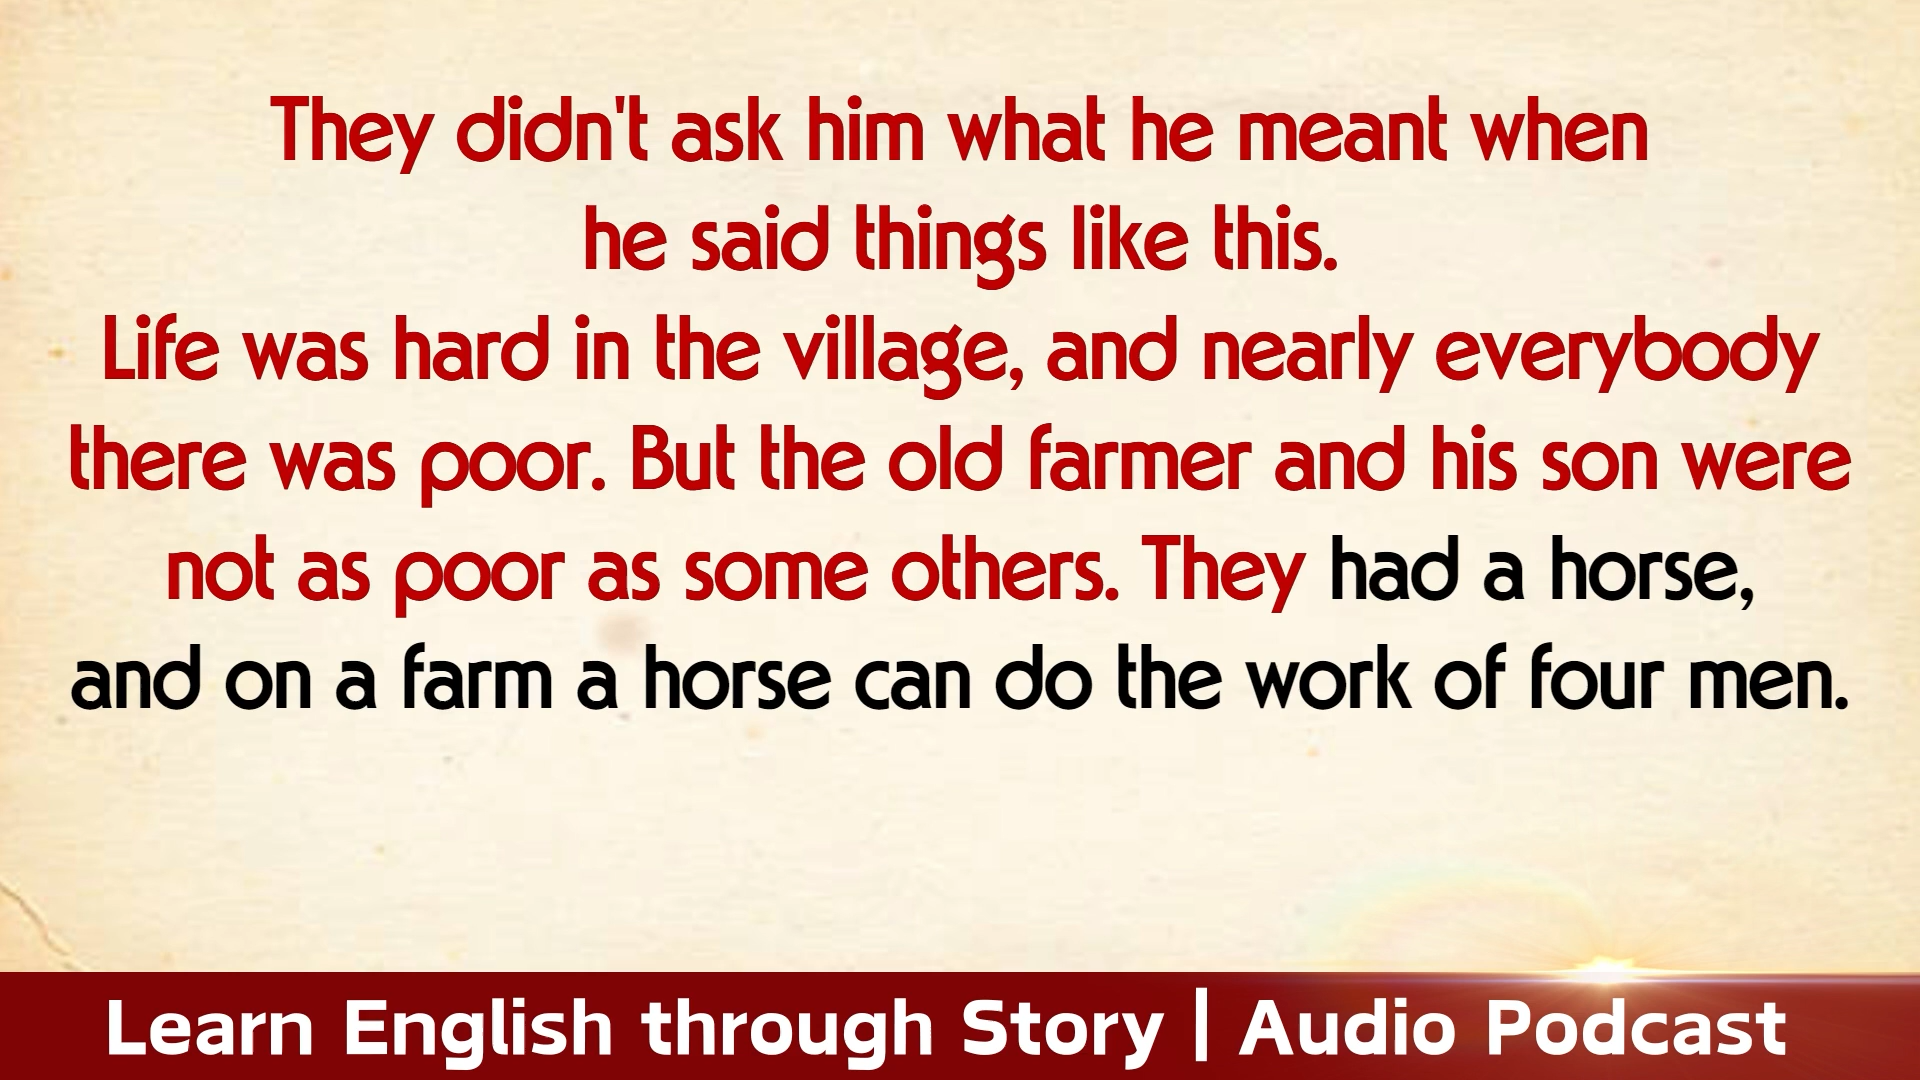 They didn't ask him what he meant when
he said things like this.
Life was hard in the village, and nearly everybody
there was poor. But the old farmer and his son were
not as poor as some others. They had a horse,
and on a farm a horse can do the work of four men.
Learn English through Story | Audio Podcast